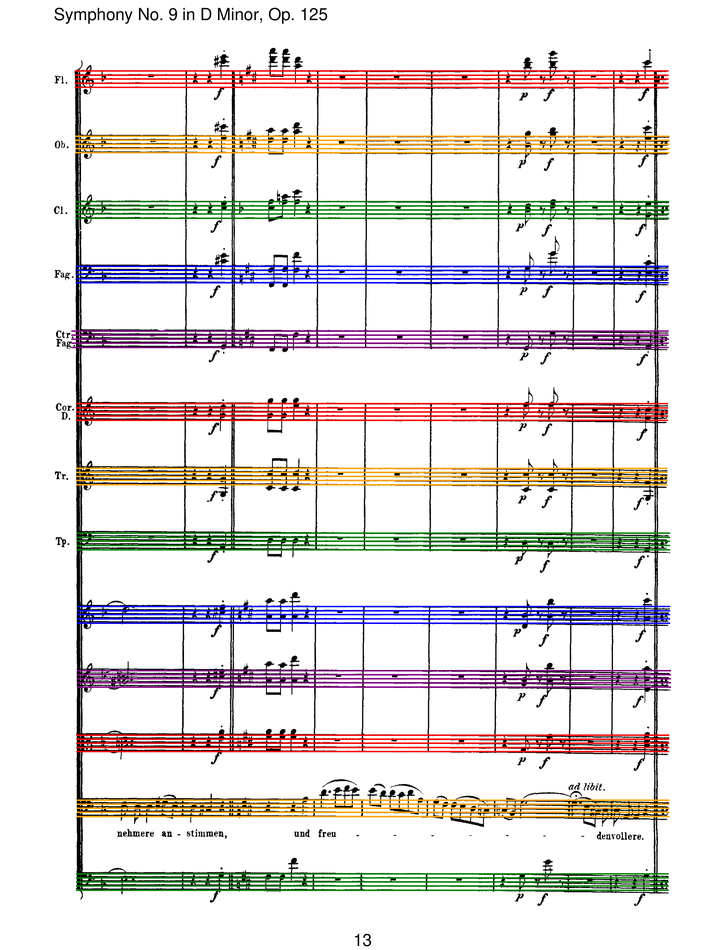 Symphony No. 9 in D Minor, Op. 125
Fl.
f p f f
Ob.
f p f f
Cl.
f p f f
Fag.
f p f f
Ctr.
Fag.
f p f f
Cor.
D.
f p f f
Tr.
f p f f
Tp.
f p f f
f p f f
f p f f
f p f f
ad libit.
nehmere an - stimmen, und freu - - - - - - - - denvollere.
f p f f
13